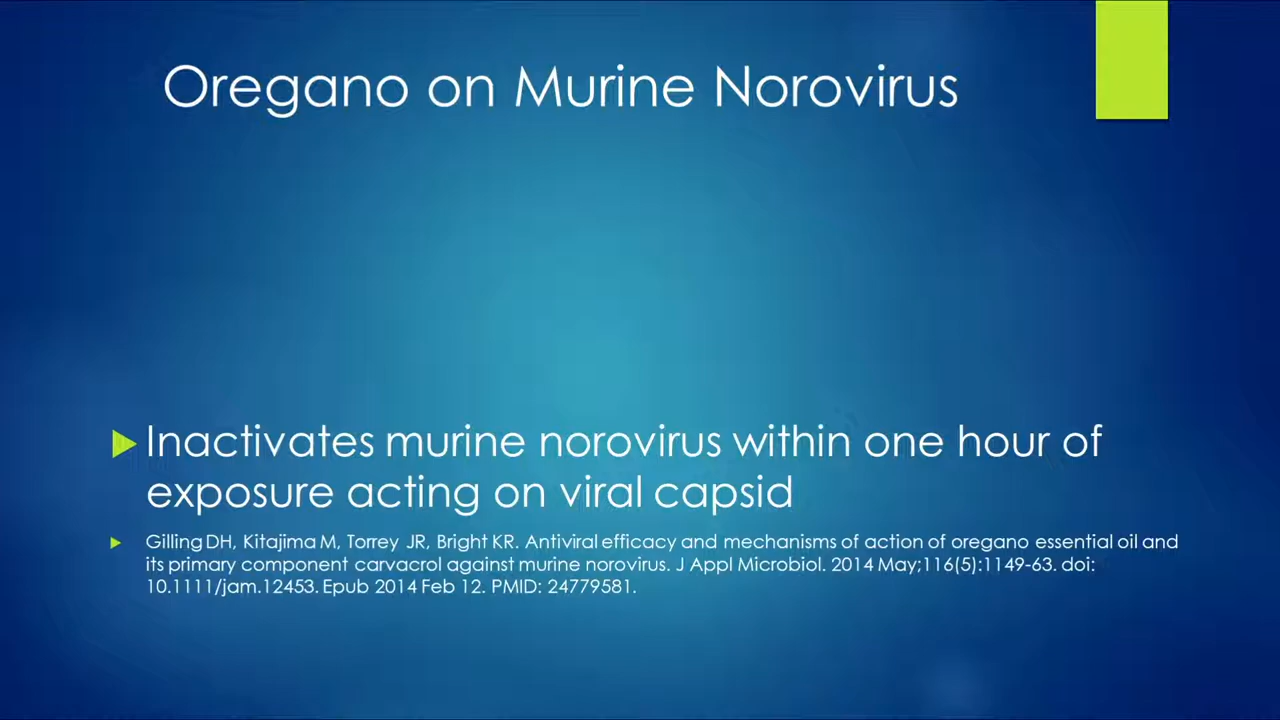 Oregano on Murine Norovirus
Inactivates murine norovirus within one hour of
exposure acting on viral capsid
Gilling DH, Kitajima M, Torrey JR, Bright KR. Antiviral efficacy and mechanisms of action of oregano essential oil and
its primary component carvacrol against murine norovirus. J Appl Microbiol. 2014 May;116(5):1149-63. doi:
10.1111/jam.12453. Epub 2014 Feb 12. PMID: 24779581.